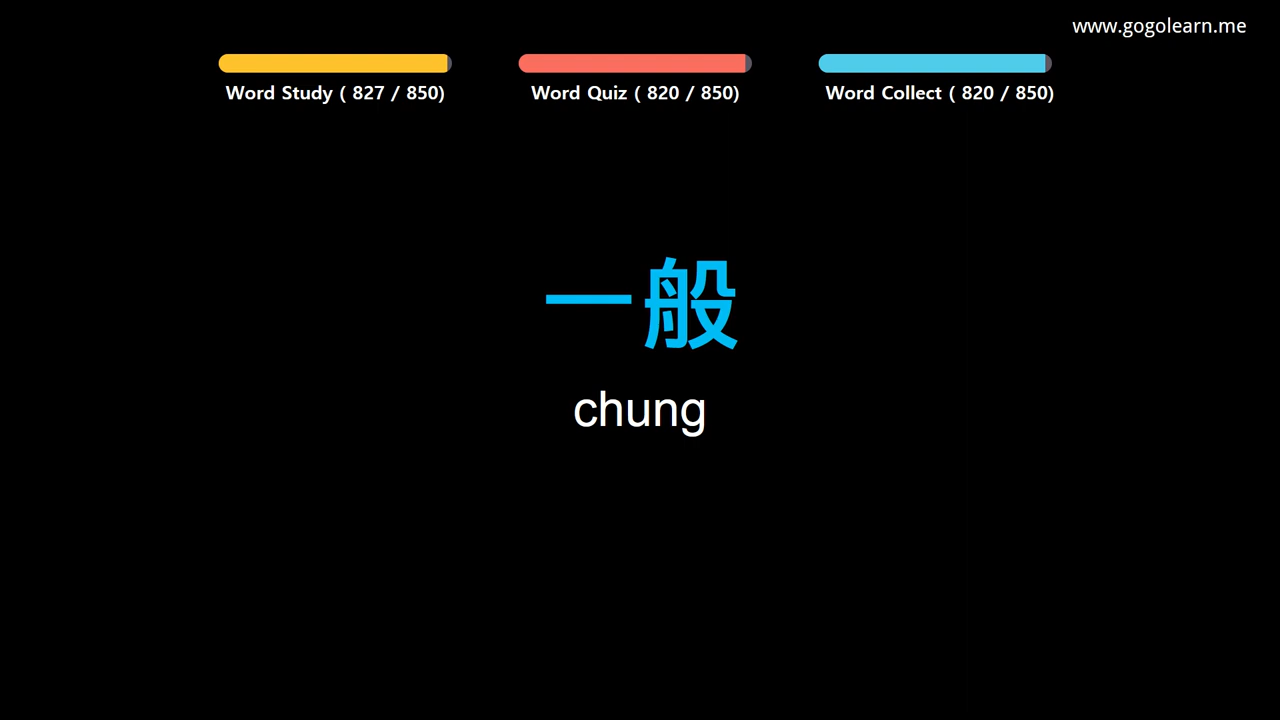 www.gogolearn.me
Word Study ( 827 / 850)
Word Quiz ( 820 / 850)
Word Collect ( 820 / 850)
一般
chung